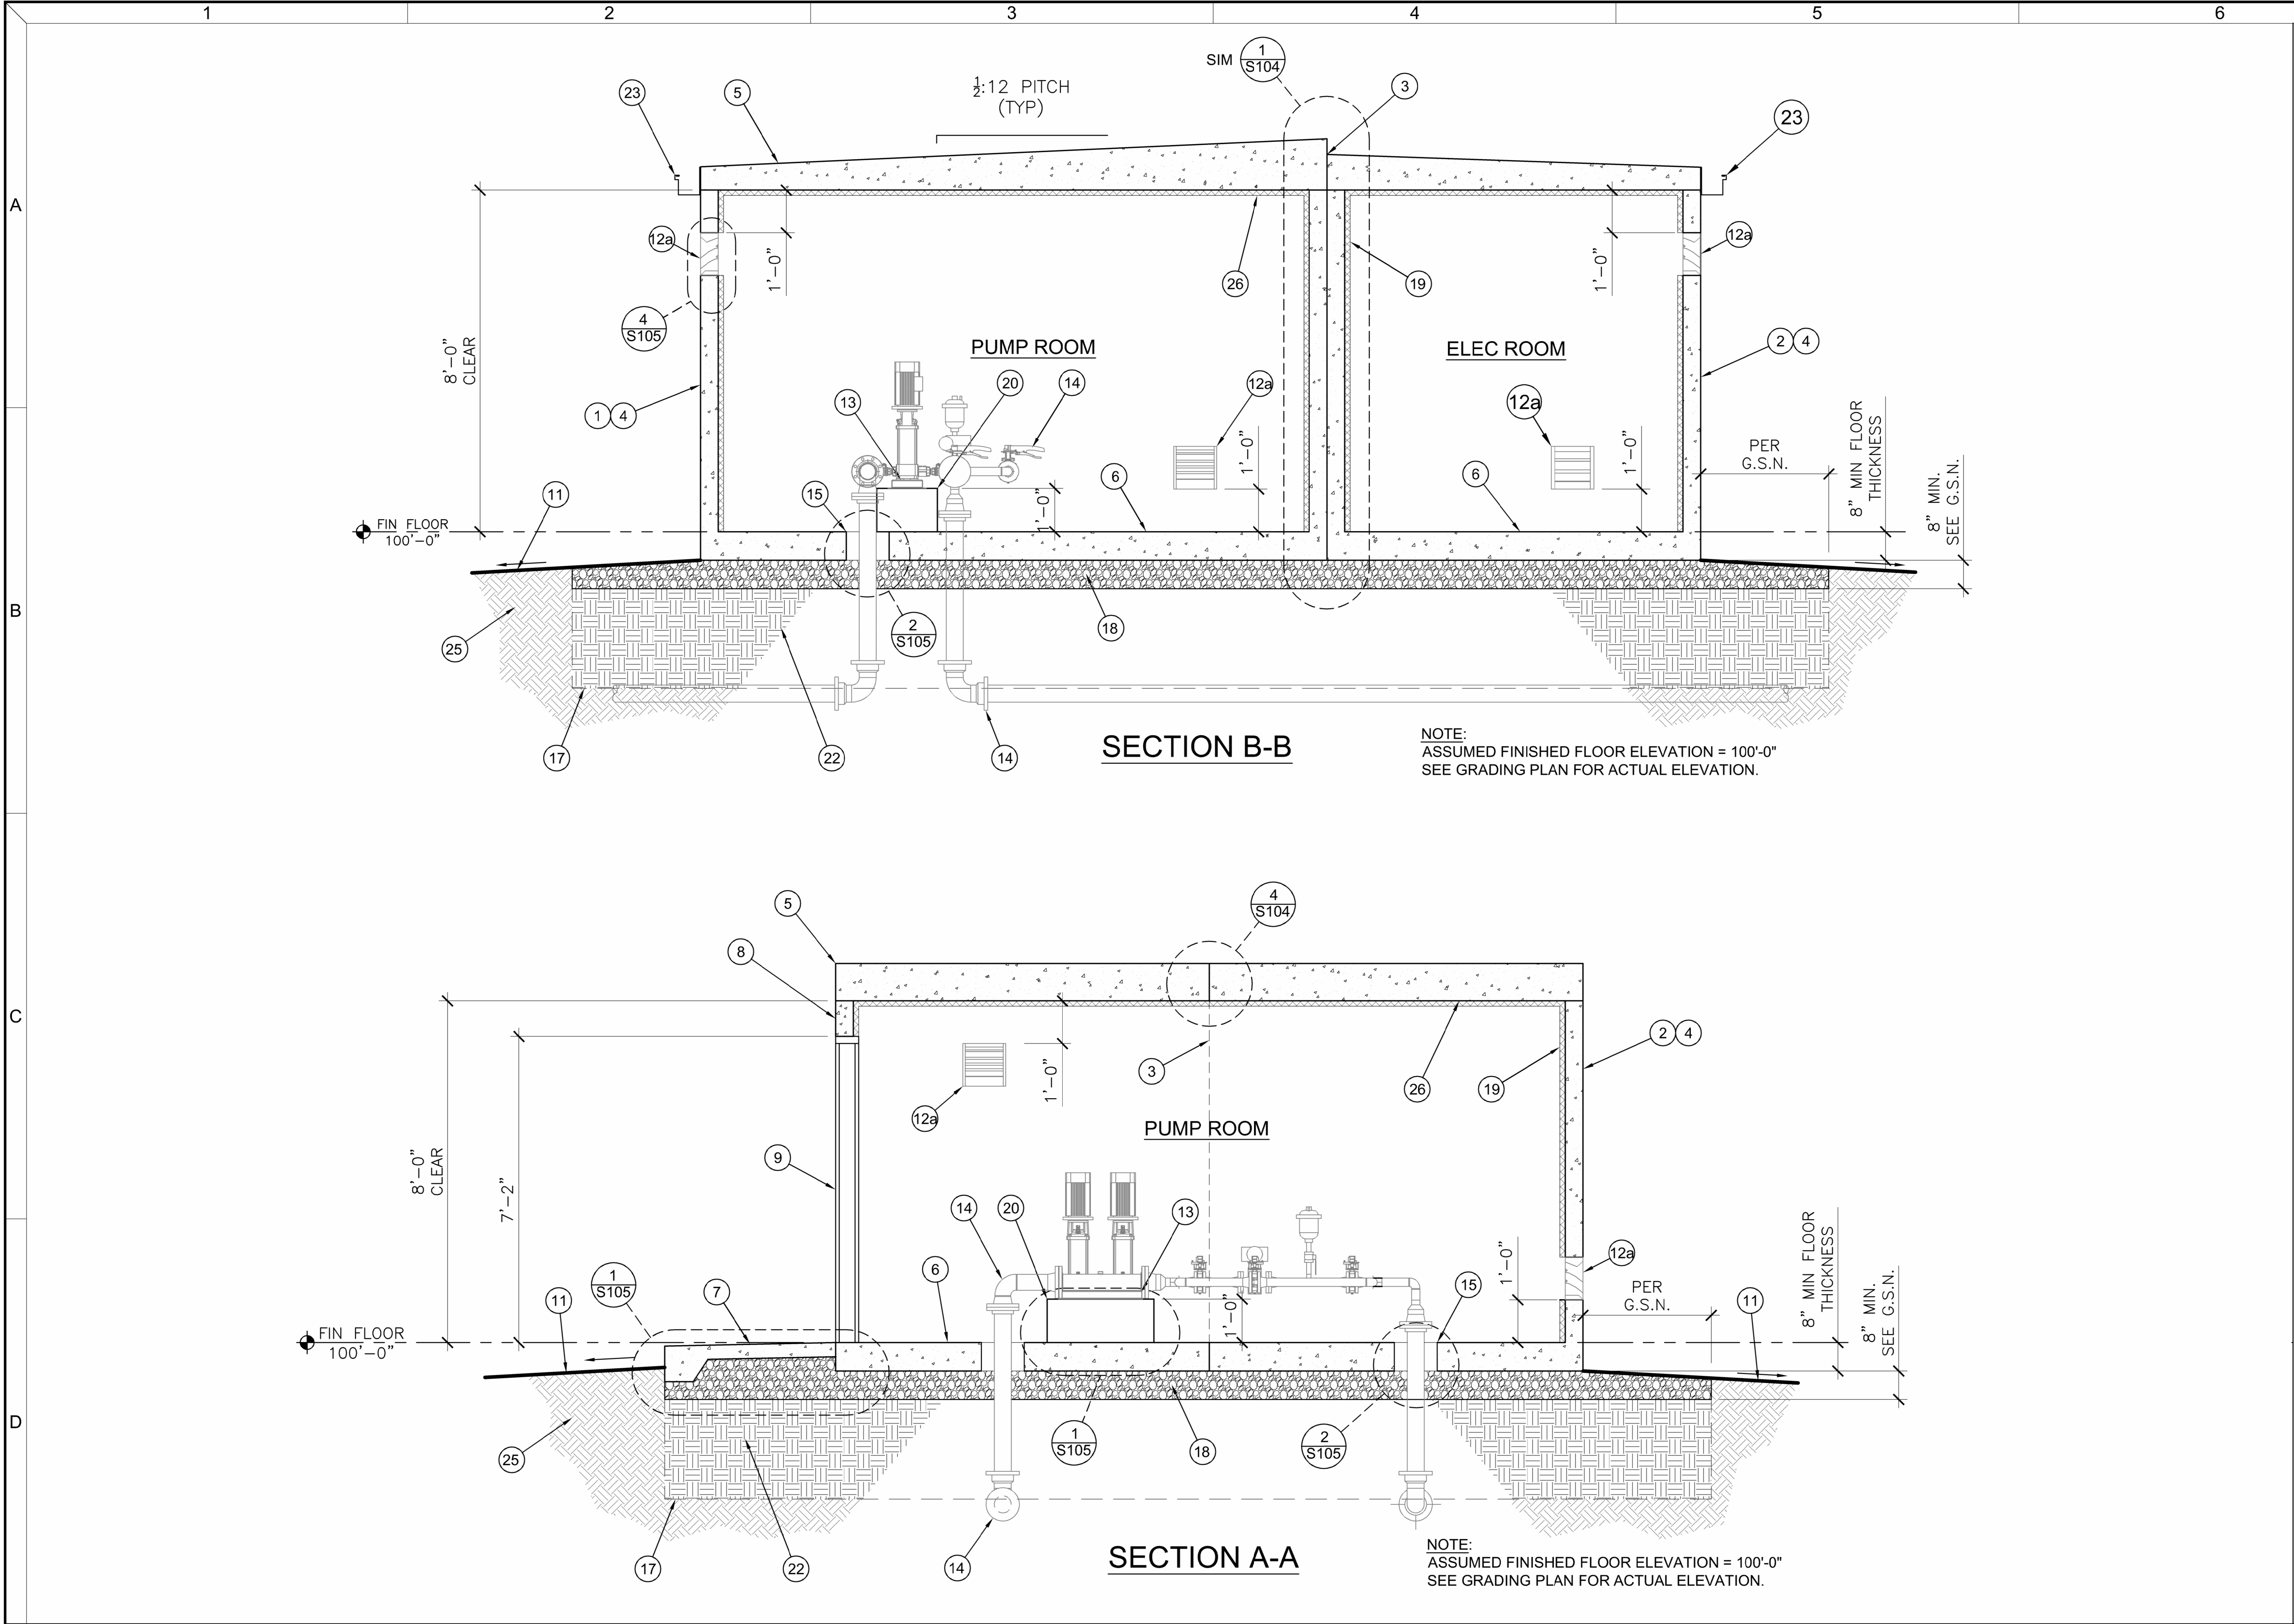 1
2
3
4
5
6
A
B
C
D
SIM
1
S104
3
23
5
½:12 PITCH
(TYP)
23
12a
1'-0"
26
19
1'-0"
12a
4
S105
8'-0"
CLEAR
PUMP ROOM
ELEC ROOM
2
4
1
4
13
20
14
12a
12a
1'-0"
1'-0"
1'-0"
6
6
PER
G.S.N.
8" MIN FLOOR
THICKNESS
8" MIN.
SEE G.S.N.
11
15
FIN FLOOR
100'-0"
2
S105
18
25
17
22
14
SECTION B-B
NOTE:
ASSUMED FINISHED FLOOR ELEVATION = 100'-0"
SEE GRADING PLAN FOR ACTUAL ELEVATION.
5
8
4
S104
8'-0"
CLEAR
7'-2"
12a
1'-0"
3
26
19
2
4
PUMP ROOM
9
14
20
13
6
1'-0"
15
1'-0"
12a
PER
G.S.N.
11
8" MIN FLOOR
THICKNESS
8" MIN.
SEE G.S.N.
1
S105
11
7
FIN FLOOR
100'-0"
1
S105
18
2
S105
25
17
22
14
SECTION A-A
NOTE:
ASSUMED FINISHED FLOOR ELEVATION = 100'-0"
SEE GRADING PLAN FOR ACTUAL ELEVATION.